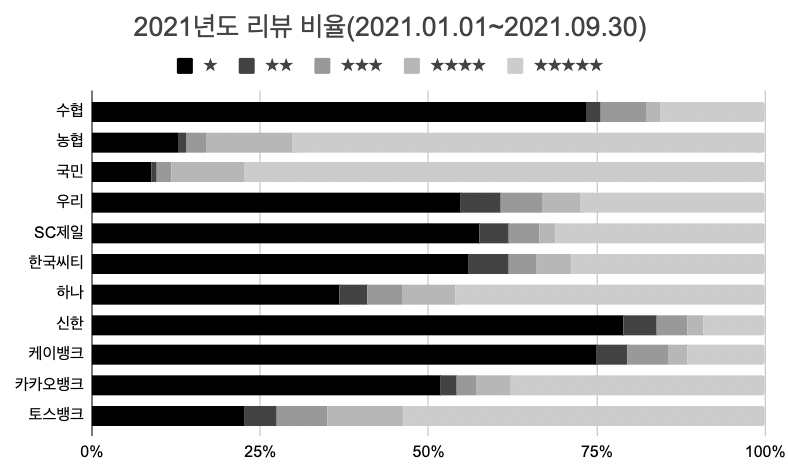 2021년도 리뷰 비율(2021.01.01~2021.09.30)
★ ★★ ★★★ ★★★★ ★★★★★
수협
농협
국민
우리
SC제일
한국씨티
하나
신한
케이뱅크
카카오뱅크
토스뱅크
0% 25% 50% 75% 100%